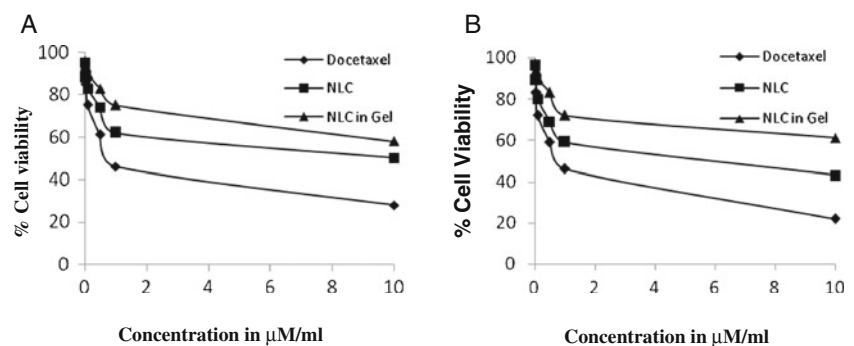 A
% Cell viability
100
80
60
40
20
0
0 2 4 6 8 10
Docetaxel
NLC
NLC in Gel
Concentration in μM/ml
B
% Cell Viability
100
80
60
40
20
0
0 2 4 6 8 10
Docetaxel
NLC
NLC in Gel
Concentration in μM/ml